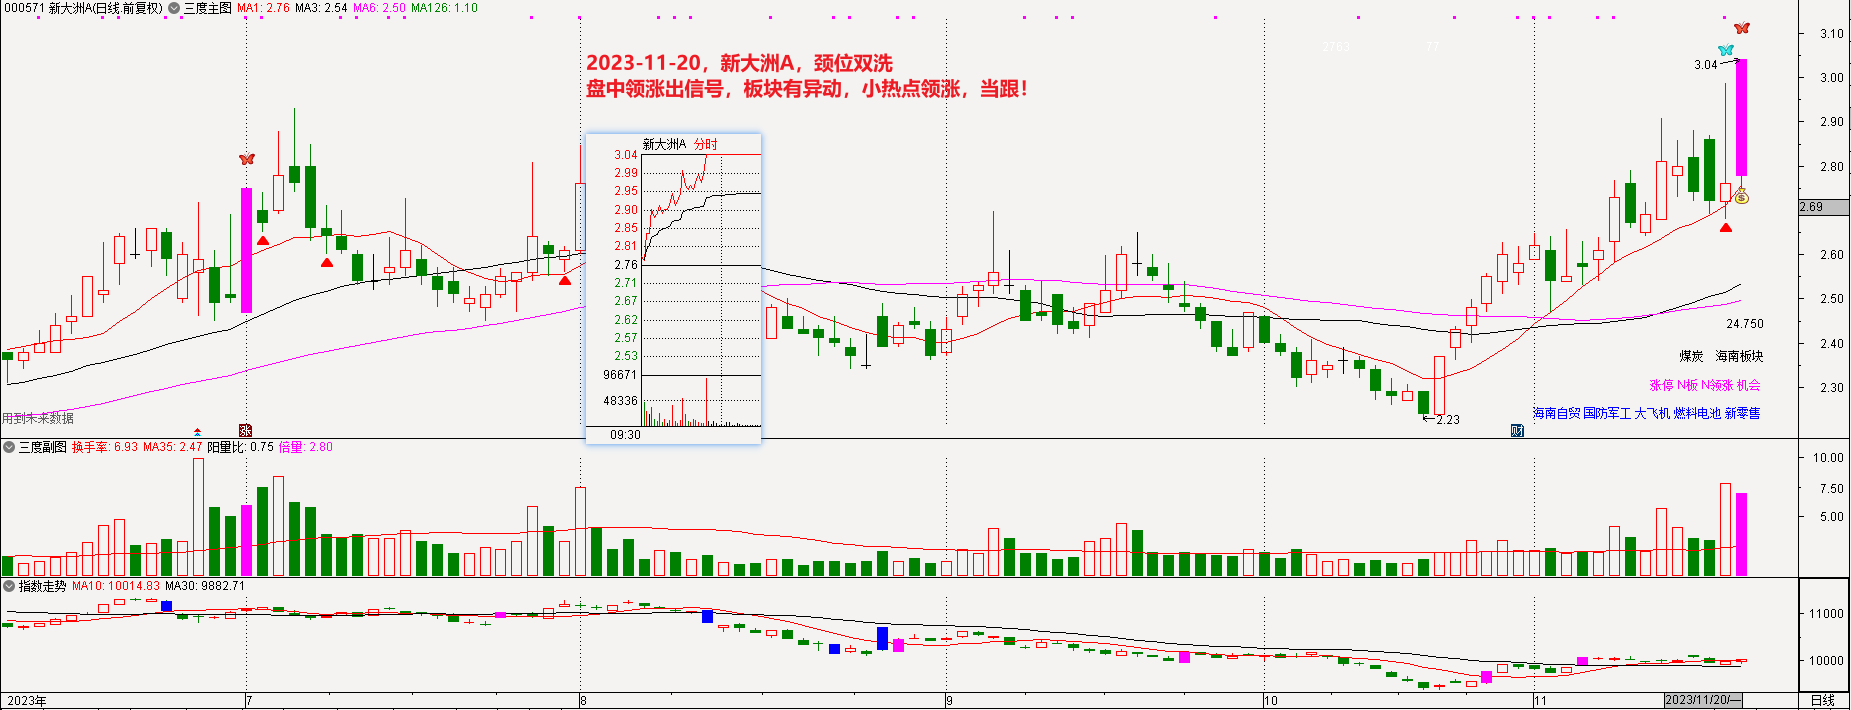 000571 新大洲A(日线.前复权) 三度主图 MA1: 2.76 MA3: 2.54 MA6: 2.50 MA126: 1.10
2763 77
3.10
2023-11-20，新大洲A，颈位双洗
盘中领涨出信号，板块有异动，小热点领涨，当跟！
3.04
3.00
2.90
2.80
2.69
2.60
2.50
2.40
2.30
新大洲A 分时
3.04
2.99
2.95
2.90
2.85
2.81
2.76
2.71
2.67
2.62
2.57
2.53
96671
48336
09:30
24.750
煤炭 海南板块
涨停 N板 N领涨 机会
海南自贸 国防军工 大飞机 燃料电池 新零售
2.23
用到未来数据
涨
财
三度副图 换手率: 6.93 MA35: 2.47 阳量比: 0.75 倍量: 2.80
10.00
7.50
5.00
指数走势 MA10: 10014.83 MA30: 9882.71
11000
10000
2023年 7 8 9 10 11 2023/11/20/一 日线